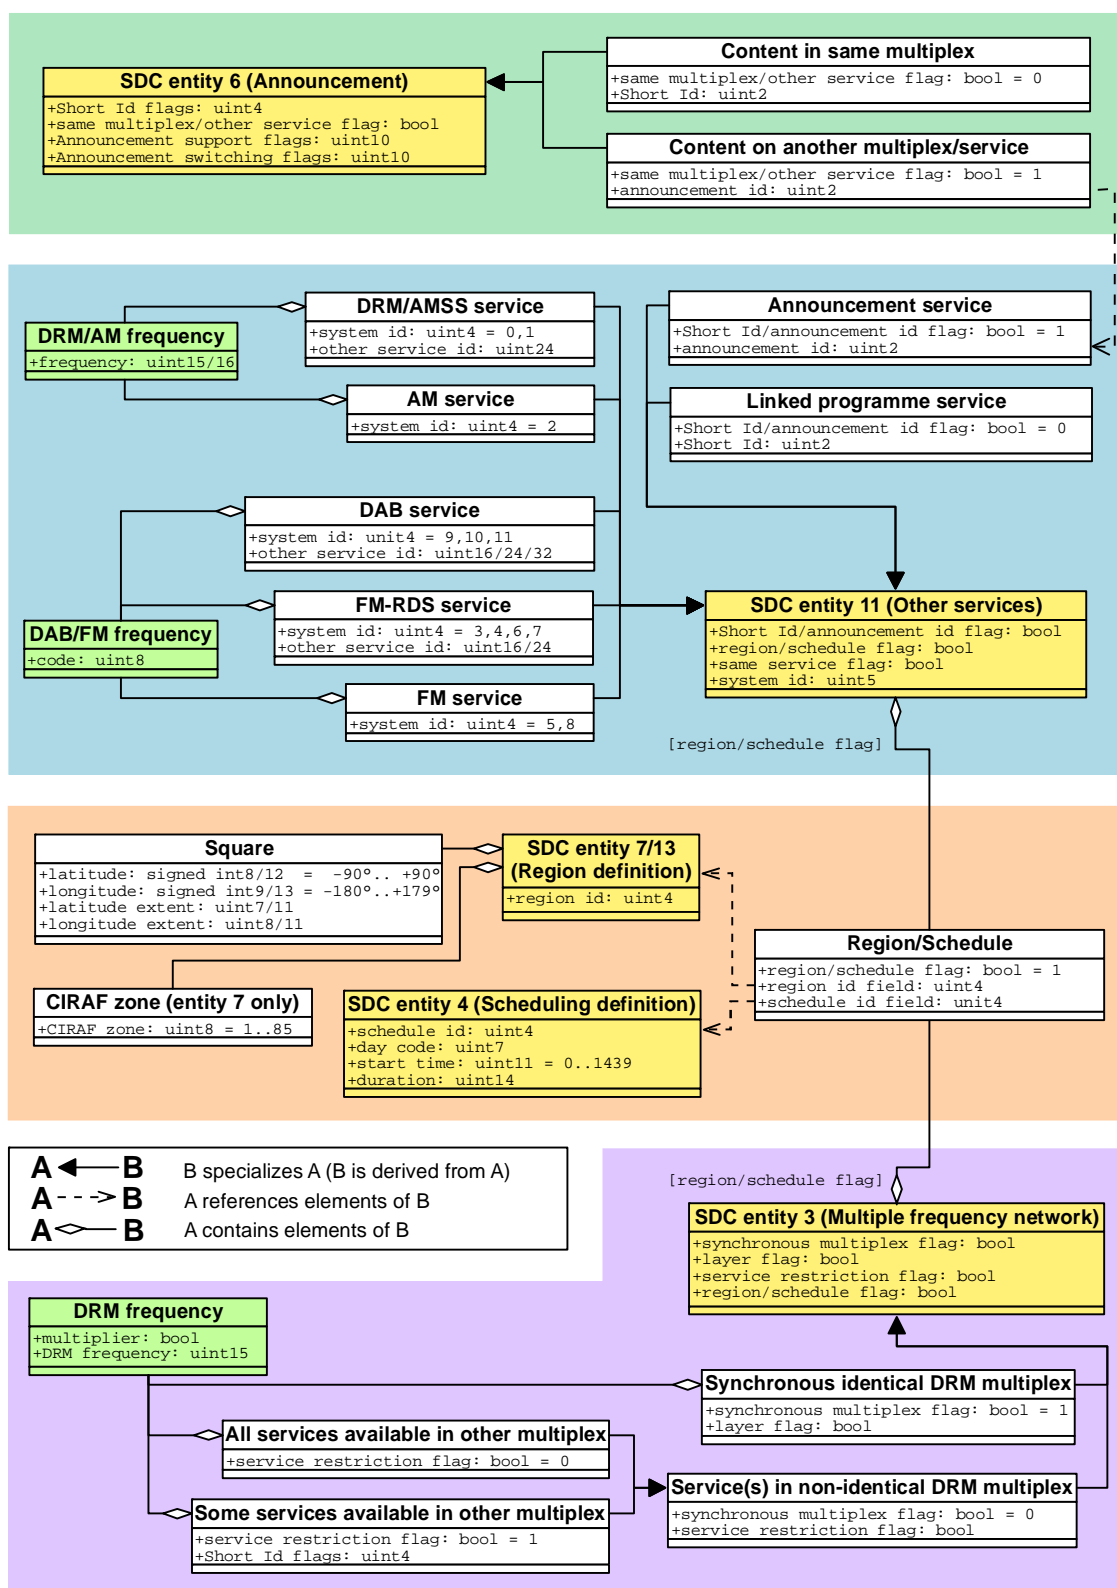 Content in same multiplex
+same multiplex/other service flag: bool = 0
+Short Id: uint2
SDC entity 6 (Announcement)
+Short Id flags: uint4
+same multiplex/other service flag: bool
+Announcement support flags: uint10
+Announcement switching flags: uint10
Content on another multiplex/service
+same multiplex/other service flag: bool = 1
+announcement id: uint2
DRM/AMSS service
+system id: uint4 = 0,1
+other service id: uint24
Announcement service
+Short Id/announcement id flag: bool = 1
+announcement id: uint2
DRM/AM frequency
+frequency: uint15/16
AM service
+system id: uint4 = 2
Linked programme service
+Short Id/announcement id flag: bool = 0
+Short Id: uint2
DAB service
+system id: unit4 = 9,10,11
+other service id: uint16/24/32
FM-RDS service
+system id: uint4 = 3,4,6,7
+other service id: uint16/24
SDC entity 11 (Other services)
+Short Id/announcement id flag: bool
+region/schedule flag: bool
+same service flag: bool
+system id: uint5
DAB/FM frequency
+code: uint8
FM service
+system id: uint4 = 5,8
[region/schedule flag]
Square
+latitude: signed int8/12 = -90°.. +90°
+longitude: signed int9/13 = -180°..+179°
+latitude extent: uint7/11
+longitude extent: uint8/11
SDC entity 7/13
(Region definition)
+region id: uint4
Region/Schedule
+region/schedule flag: bool = 1
+region id field: uint4
+schedule id field: unit4
CIRAF zone (entity 7 only)
+CIRAF zone: uint8 = 1..85
SDC entity 4 (Scheduling definition)
+schedule id: uint4
+day code: uint7
+start time: uint11 = 0..1439
+duration: uint14
A B B specializes A (B is derived from A)
A B A references elements of B
A B A contains elements of B
[region/schedule flag]
SDC entity 3 (Multiple frequency network)
+synchronous multiplex flag: bool
+layer flag: bool
+service restriction flag: bool
+region/schedule flag: bool
DRM frequency
+multiplier: bool
+DRM frequency: uint15
Synchronous identical DRM multiplex
+synchronous multiplex flag: bool = 1
+layer flag: bool
All services available in other multiplex
+service restriction flag: bool = 0
Service(s) in non-identical DRM multiplex
+synchronous multiplex flag: bool = 0
+service restriction flag: bool
Some services available in other multiplex
+service restriction flag: bool = 1
+Short Id flags: uint4